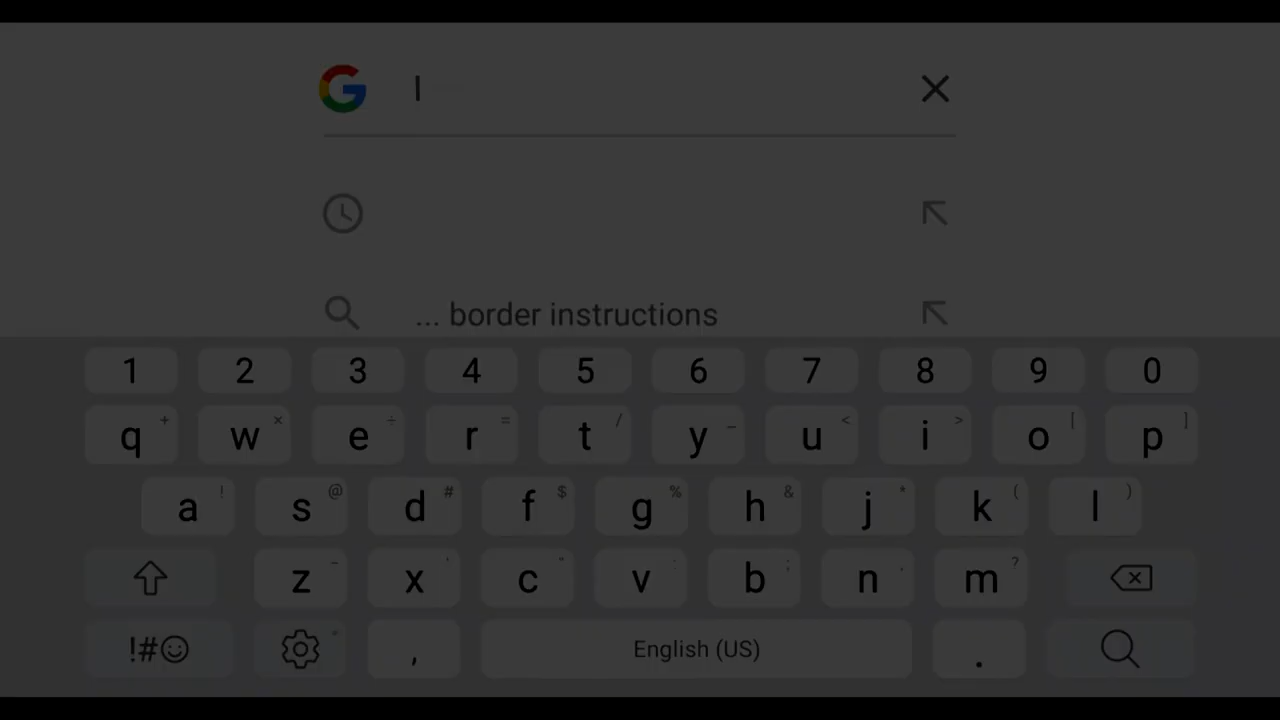 l
... border instructions
1 2 3 4 5 6 7 8 9 0
q + w × e ÷ r = t / y _ u < i > o [ p ]
a ! s @ d # f $ g % h & j * k ( l )
z - x ' c " v : b ; n , m ?
!#☺ , English (US) .